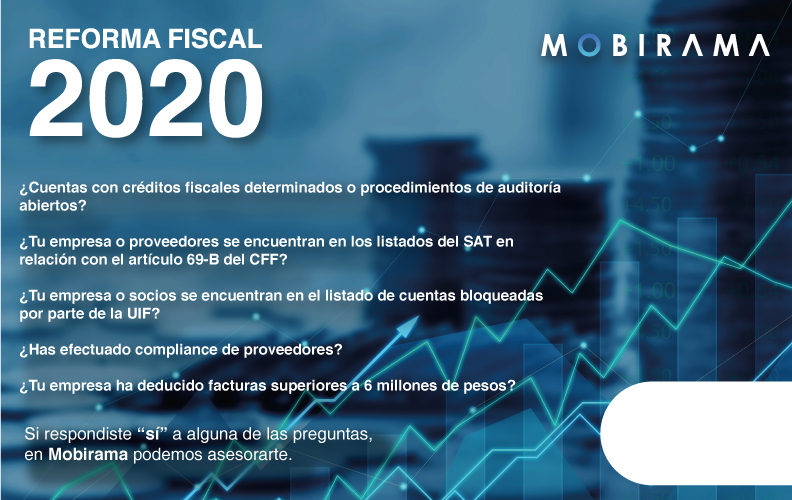 REFORMA FISCAL
2020
MOBIRAMA
¿Cuentas con créditos fiscales determinados o procedimientos de auditoría
abiertos?
¿Tu empresa o proveedores se encuentran en los listados del SAT en
relación con el artículo 69-B del CFF?
¿Tu empresa o socios se encuentran en el listado de cuentas bloqueadas
por parte de la UIF?
¿Has efectuado compliance de proveedores?
¿Tu empresa ha deducido facturas superiores a 6 millones de pesos?
Si respondiste “sí” a alguna de las preguntas,
en Mobirama podemos asesorarte.